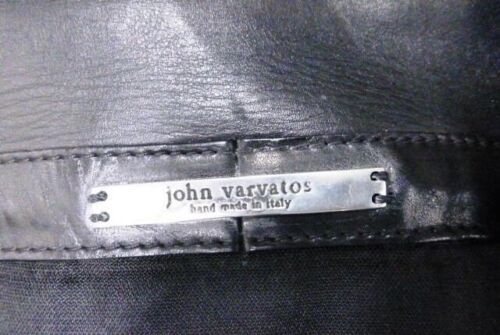 john varvatos
hand made in italy